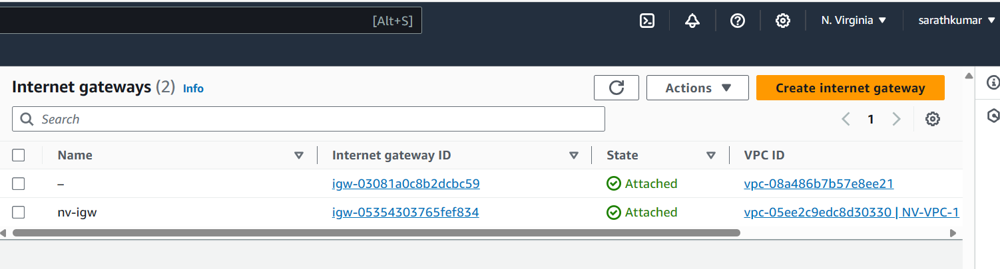 [Alt+S] N. Virginia ▼ sarathkumar ▼
Internet gateways (2) Info
Actions ▼ Create internet gateway
Search
1
Name Internet gateway ID State VPC ID
– igw-03081a0c8b2dcbc59 Attached vpc-08a486b7b57e8ee21
nv-igw igw-05354303765fef834 Attached vpc-05ee2c9edc8d30330 | NV-VPC-1